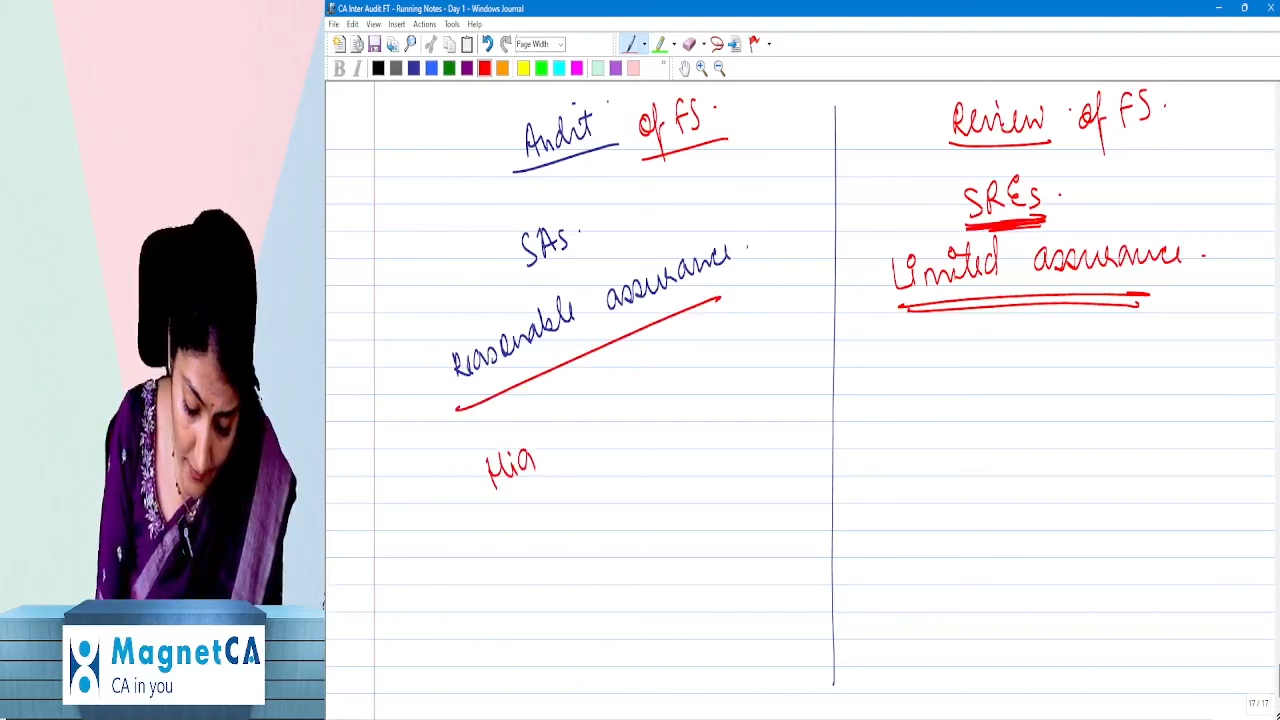 CA Inter Audit FT - Running Notes - Day 1 - Windows Journal
File Edit View Insert Actions Tools Help
Page Width
B I
Audit of FS.
SAs.
Reasonable assurance.
Hig
Review of FS.
SREs.
Limited assurance.
MagnetCA
CA in you
17 / 17